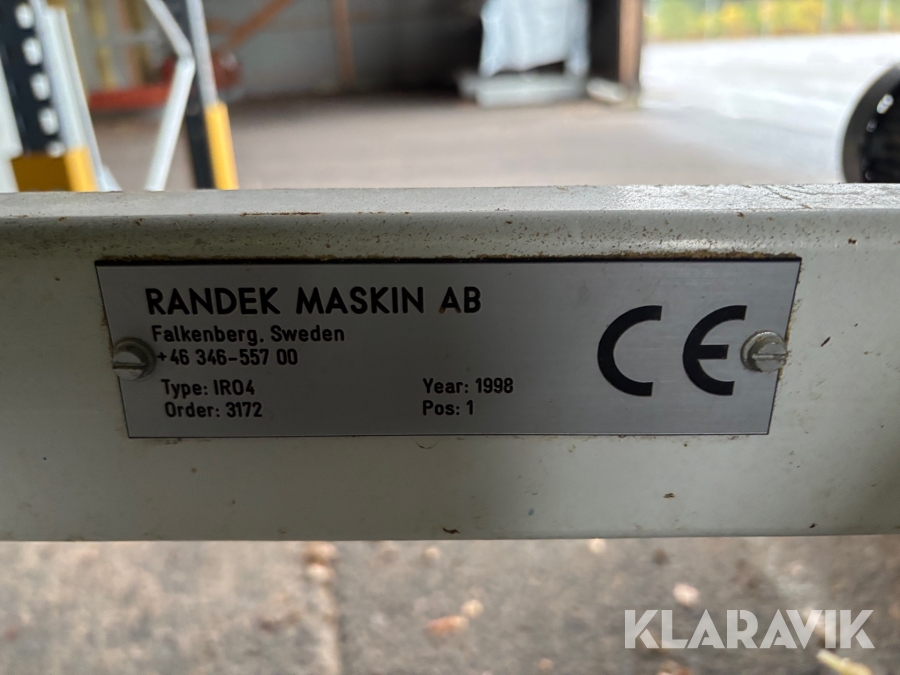 RANDEK MASKIN AB
Falkenberg, Sweden
+46 346-557 00
Type: IR04
Order: 3172
Year: 1998
Pos: 1
CE
KLARAVIK